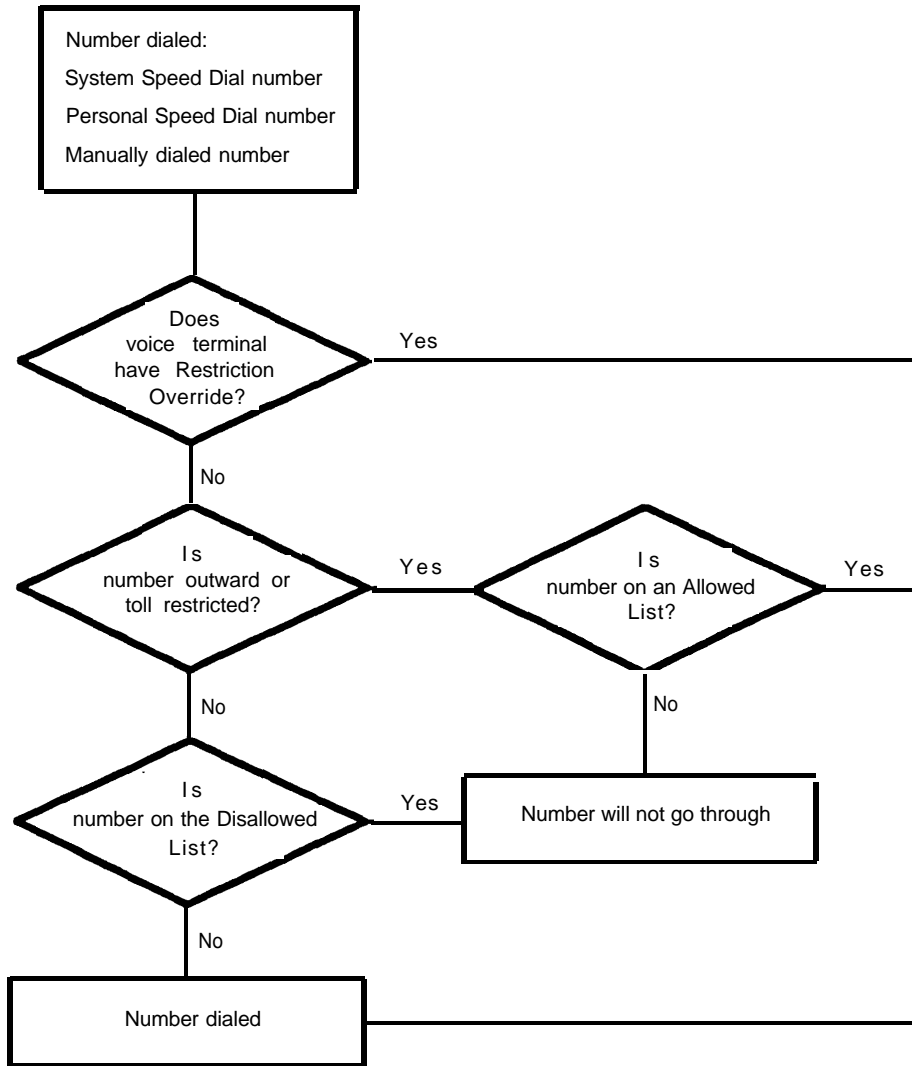 Number dialed:
System Speed Dial number
Personal Speed Dial number
Manually dialed number
Does
voice terminal
have Restriction
Override?
Yes
No
Is
number outward or
toll restricted?
Yes
Is
number on an Allowed
List?
Yes
No
No
Is
number on the Disallowed
List?
Yes
Number will not go through
No
Number dialed